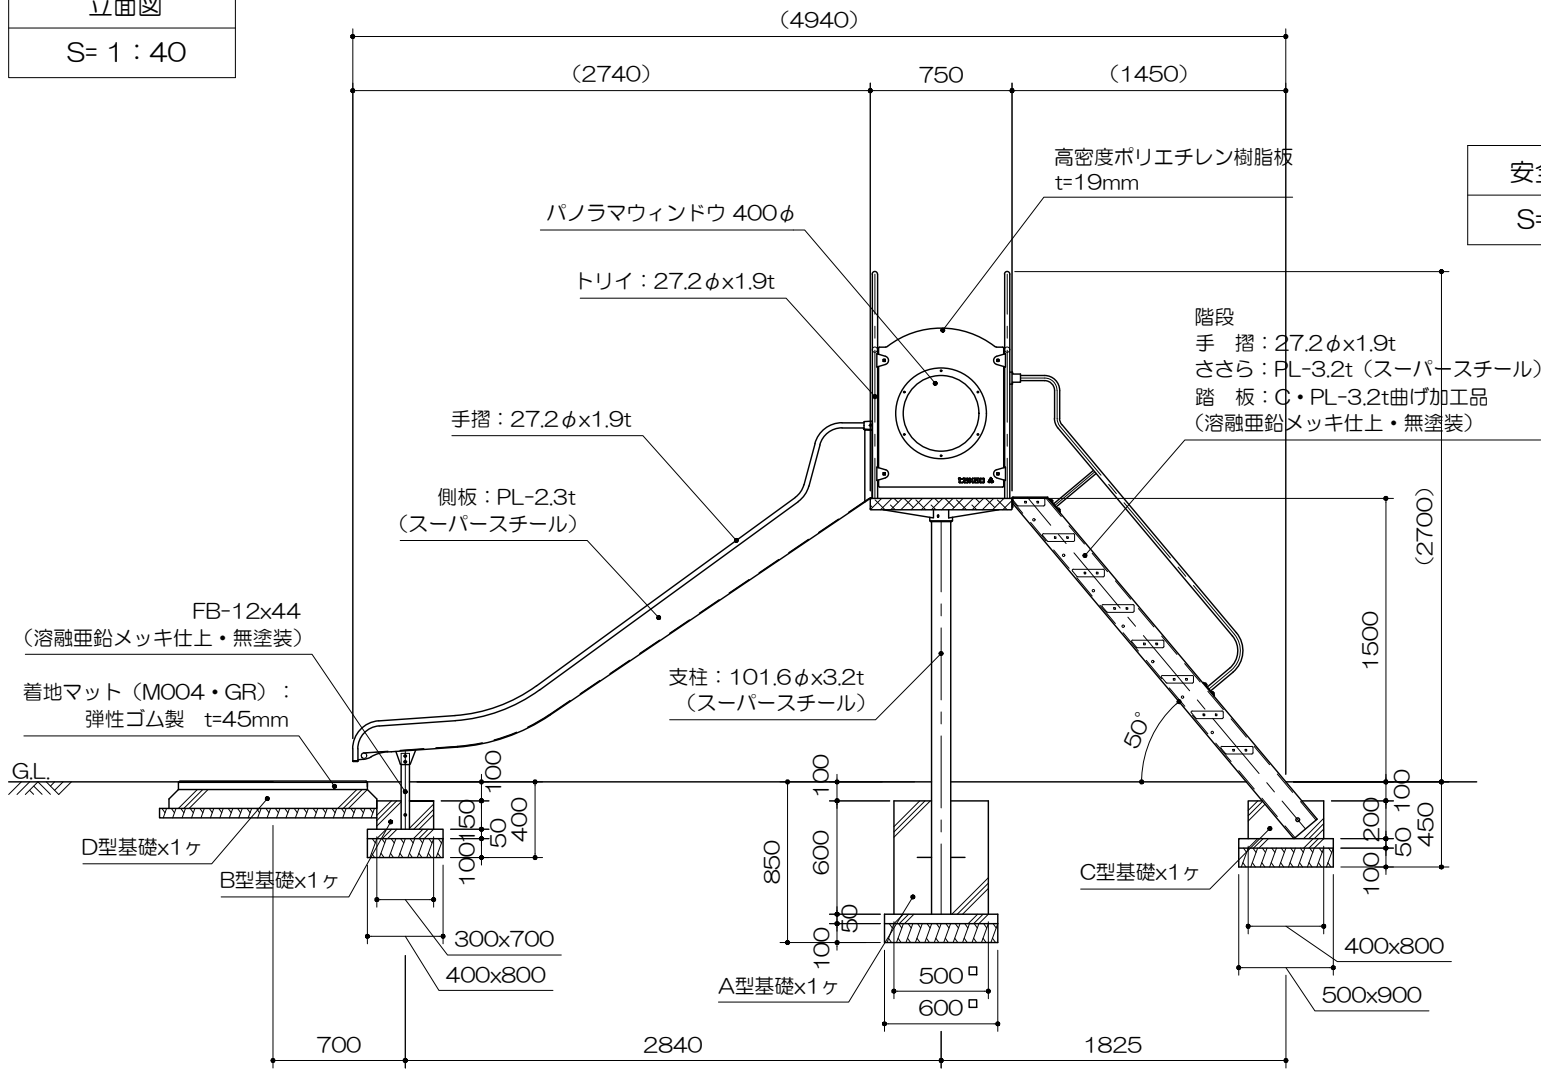 立面図
S= 1：40
（4940）
（2740）
750
（1450）
高密度ポリエチレン樹脂板
t=19mm
安全
S=
パノラマウィンドウ 400φ
トリイ：27.2φx1.9t
階段
手　摺：27.2φx1.9t
ささら：PL-3.2t（スーパースチール）
踏　板：C・PL-3.2t曲げ加工品
（溶融亜鉛メッキ仕上・無塗装）
手摺：27.2φx1.9t
側板：PL-2.3t
（スーパースチール）
takao
（2700）
1500
FB-12x44
（溶融亜鉛メッキ仕上・無塗装）
着地マット（M004・GR）：
弾性ゴム製　t=45mm
支柱：101.6φx3.2t
（スーパースチール）
50°
G.L.
100
150
50
100
400
100
600
50
100
850
100
200
50
100
450
D型基礎x1ヶ
B型基礎x1ヶ
C型基礎x1ヶ
A型基礎x1ヶ
300x700
400x800
500□
600□
400x800
500x900
700
2840
1825